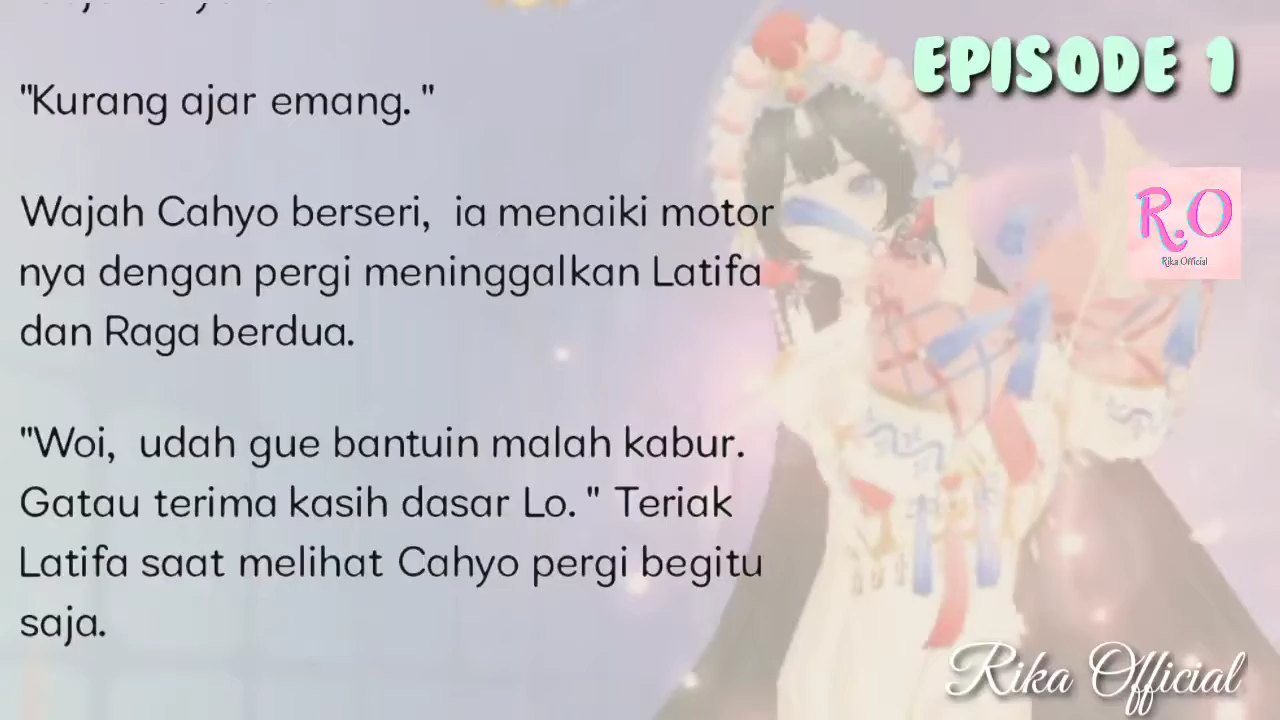 EPISODE 1
"Kurang ajar emang. "
R.O
Rika Official
Wajah Cahyo berseri,  ia menaiki motor
nya dengan pergi meninggalkan Latifa
dan Raga berdua.
"Woi,  udah gue bantuin malah kabur.
Gatau terima kasih dasar Lo. " Teriak
Latifa saat melihat Cahyo pergi begitu
saja.
Rika Official